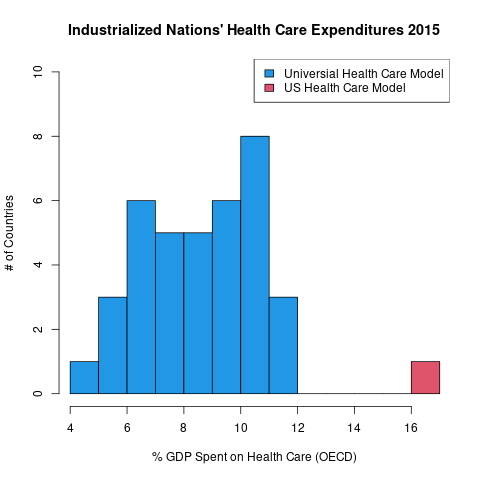 Industrialized Nations' Health Care Expenditures 2015
Universial Health Care Model
US Health Care Model
# of Countries
10
8
6
4
2
0
4 6 8 10 12 14 16
% GDP Spent on Health Care (OECD)